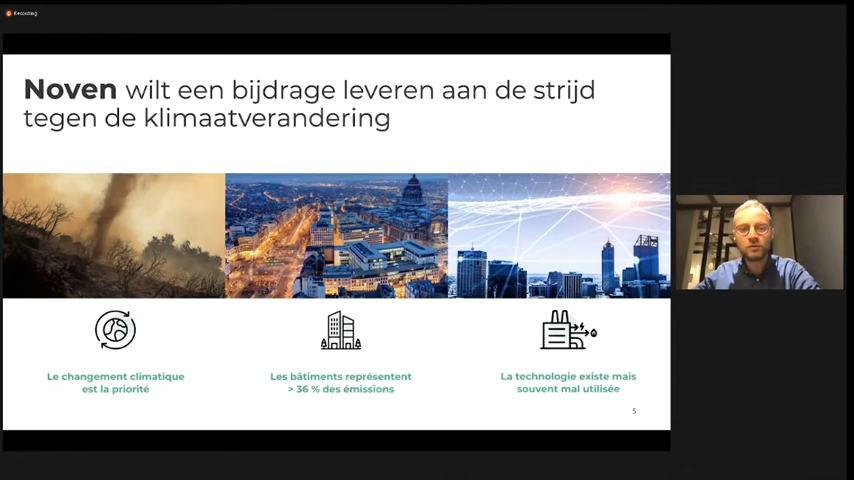 Recording
Noven wilt een bijdrage leveren aan de strijd
tegen de klimaatverandering
Le changement climatique
est la priorité
Les bâtiments représentent
> 36 % des émissions
La technologie existe mais
souvent mal utilisée
5